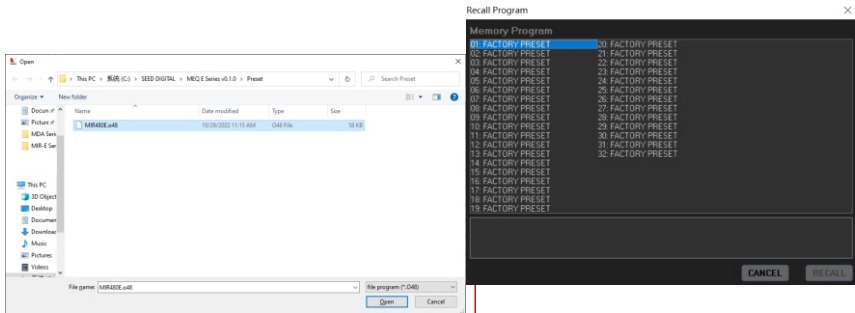 Open
This PC > 系统 (C:) > SEED DIGITAL > MEQ E Series v0.1.0 > Preset
Search Preset
Organize
New folder
Name
Date modified
Type
Size
MIR480E.o48
10/28/2022 11:15 AM
O48 File
58 KB
Docun
Picture
MDA Serie
MIR-E Ser
This PC
3D Object
Desktop
Documen
Download
Music
Pictures
Videos
File name:
MIR480E.o48
file program (*.O48)
Open
Cancel
Recall Program
Memory Program
01: FACTORY PRESET
02: FACTORY PRESET
03: FACTORY PRESET
04: FACTORY PRESET
05: FACTORY PRESET
06: FACTORY PRESET
07: FACTORY PRESET
08: FACTORY PRESET
09: FACTORY PRESET
10: FACTORY PRESET
11: FACTORY PRESET
12: FACTORY PRESET
13: FACTORY PRESET
14: FACTORY PRESET
15: FACTORY PRESET
16: FACTORY PRESET
17: FACTORY PRESET
18: FACTORY PRESET
19: FACTORY PRESET
20: FACTORY PRESET
21: FACTORY PRESET
22: FACTORY PRESET
23: FACTORY PRESET
24: FACTORY PRESET
25: FACTORY PRESET
26: FACTORY PRESET
27: FACTORY PRESET
28: FACTORY PRESET
29: FACTORY PRESET
30: FACTORY PRESET
31: FACTORY PRESET
32: FACTORY PRESET
CANCEL
RECALL